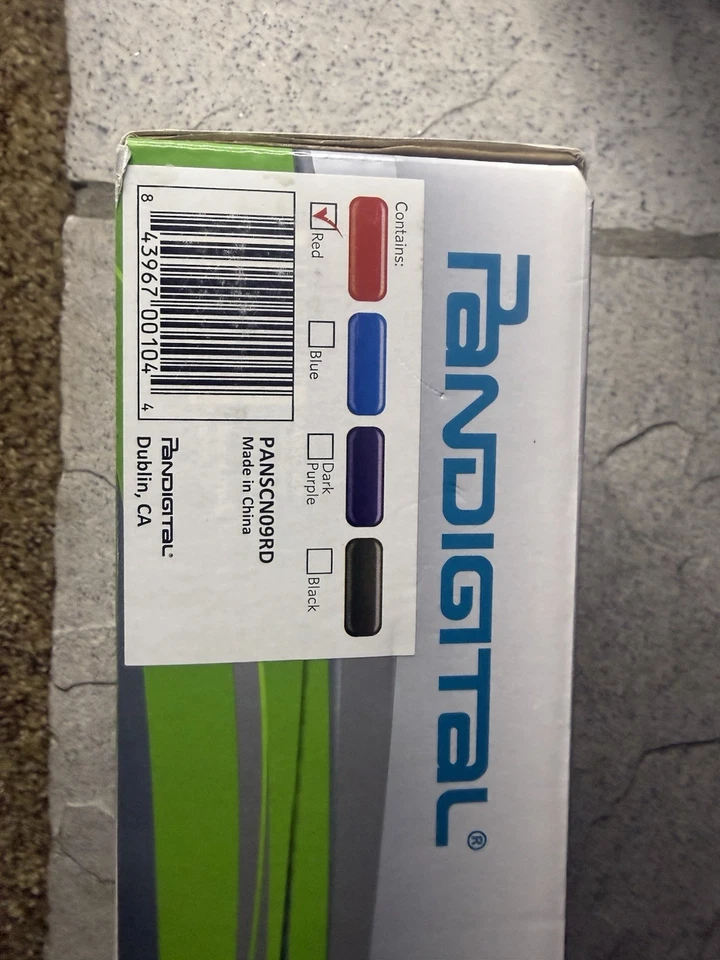 PANDIGITAL®
Contains:
Red
Blue
Dark
Purple
Black
8 43967 00104 4
PANSCN09RD
Made in China
PANDIGITAL®
Dublin, CA